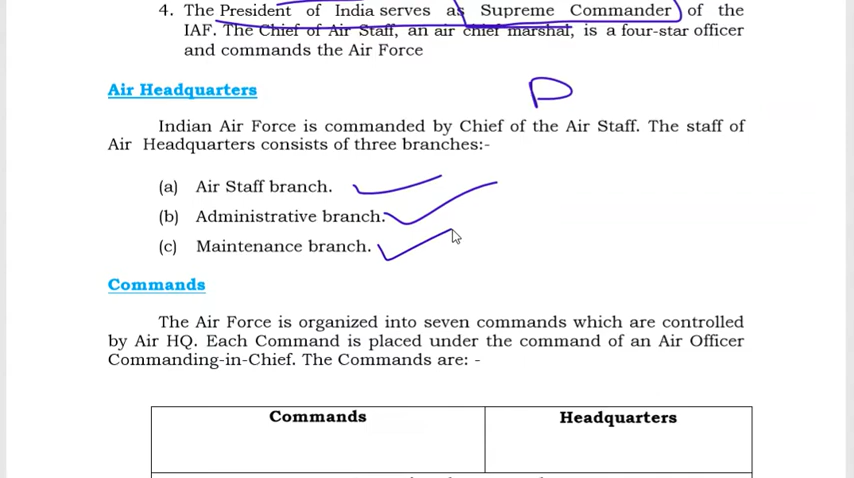 4. The President of India serves as Supreme Commander of the
IAF. The Chief of Air Staff, an air chief marshal, is a four-star officer
and commands the Air Force
Air Headquarters
D
Indian Air Force is commanded by Chief of the Air Staff. The staff of
Air Headquarters consists of three branches:-
(a) Air Staff branch.
(b) Administrative branch.
(c) Maintenance branch.
Commands
The Air Force is organized into seven commands which are controlled
by Air HQ. Each Command is placed under the command of an Air Officer
Commanding-in-Chief. The Commands are: -
Commands Headquarters